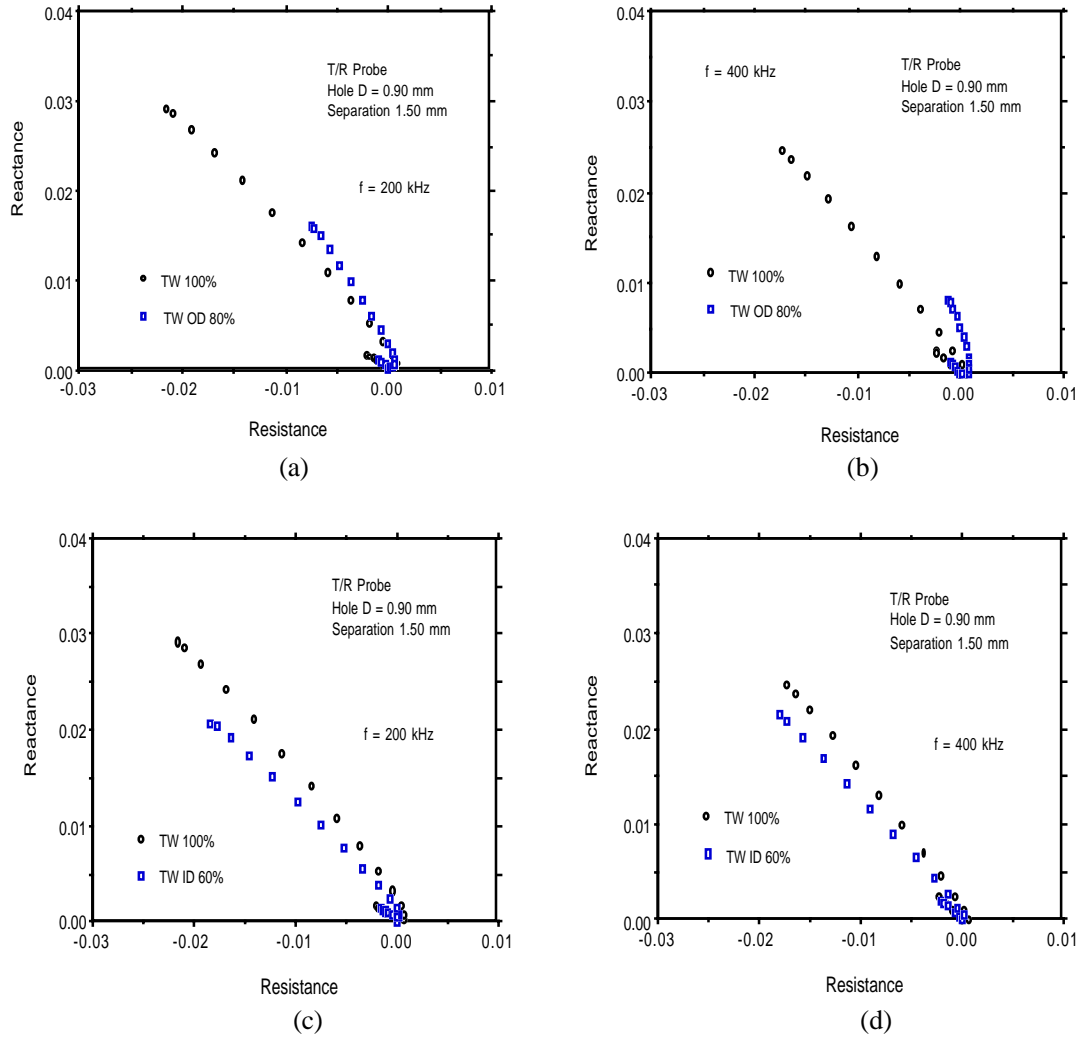 0.04
0.03
0.02
0.01
0.00
-0.03
-0.02
-0.01
0.00
0.01
Reactance
Resistance
T/R Probe
Hole D = 0.90 mm
Separation 1.50 mm
f = 200 kHz
TW 100%
TW OD 80%
(a)
0.04
0.03
0.02
0.01
0.00
-0.03
-0.02
-0.01
0.00
0.01
Reactance
Resistance
f = 400 kHz
T/R Probe
Hole D = 0.90 mm
Separation 1.50 mm
TW 100%
TW OD 80%
(b)
0.04
0.03
0.02
0.01
0.00
-0.03
-0.02
-0.01
0.00
0.01
Reactance
Resistance
T/R Probe
Hole D = 0.90 mm
Separation 1.50 mm
f = 200 kHz
TW 100%
TW ID 60%
(c)
0.04
0.03
0.02
0.01
0.00
-0.03
-0.02
-0.01
0.00
0.01
Reactance
Resistance
T/R Probe
Hole D = 0.90 mm
Separation 1.50 mm
f = 400 kHz
TW 100%
TW ID 60%
(d)